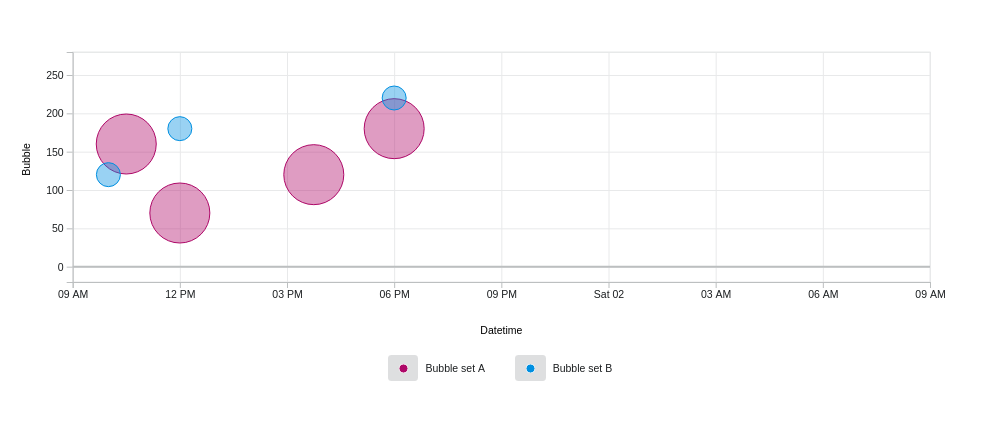 Bubble
250
200
150
100
50
0
09 AM 12 PM 03 PM 06 PM 09 PM Sat 02 03 AM 06 AM 09 AM
Datetime
Bubble set A Bubble set B